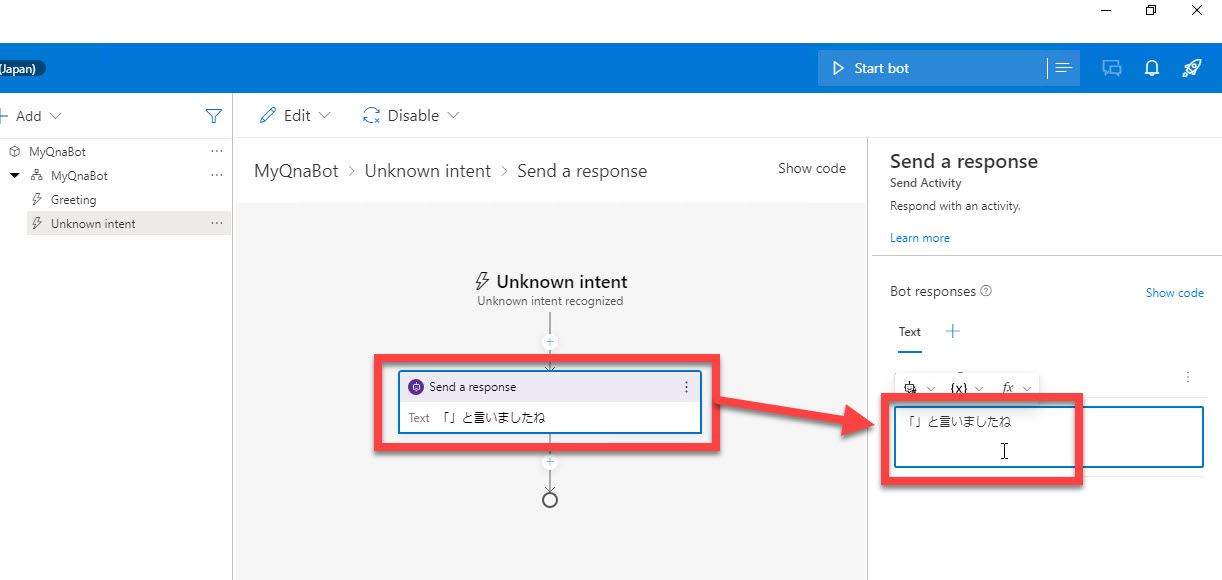 (Japan)
Start bot
Add
Edit
Disable
MyQnaBot
MyQnaBot
Greeting
Unknown intent
MyQnaBot > Unknown intent > Send a response
Show code
Unknown intent
Unknown intent recognized
Send a response
Text 「」と言いましたね
Send a response
Send Activity
Respond with an activity.
Learn more
Bot responses
Show code
Text
{x}
fx
「」と言いましたね